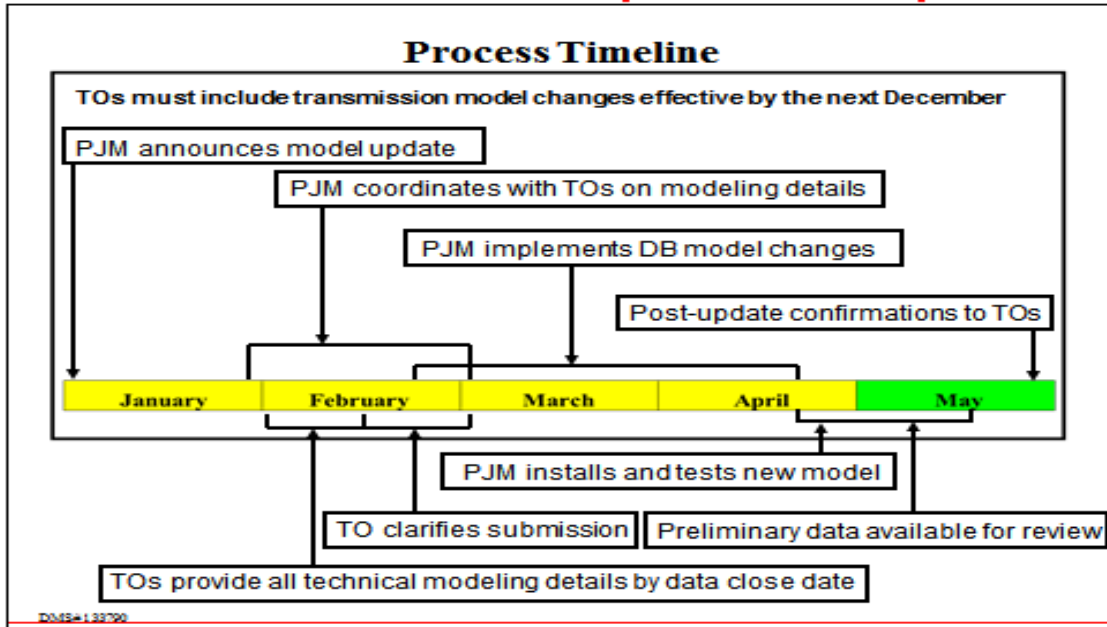 Process Timeline
TOs must include transmission model changes effective by the next December
PJM announces model update
PJM coordinates with TOs on modeling details
PJM implements DB model changes
Post-update confirmations to TOs
January February March April May
PJM installs and tests new model
TO clarifies submission
Preliminary data available for review
TOs provide all technical modeling details by data close date
DMS#133790